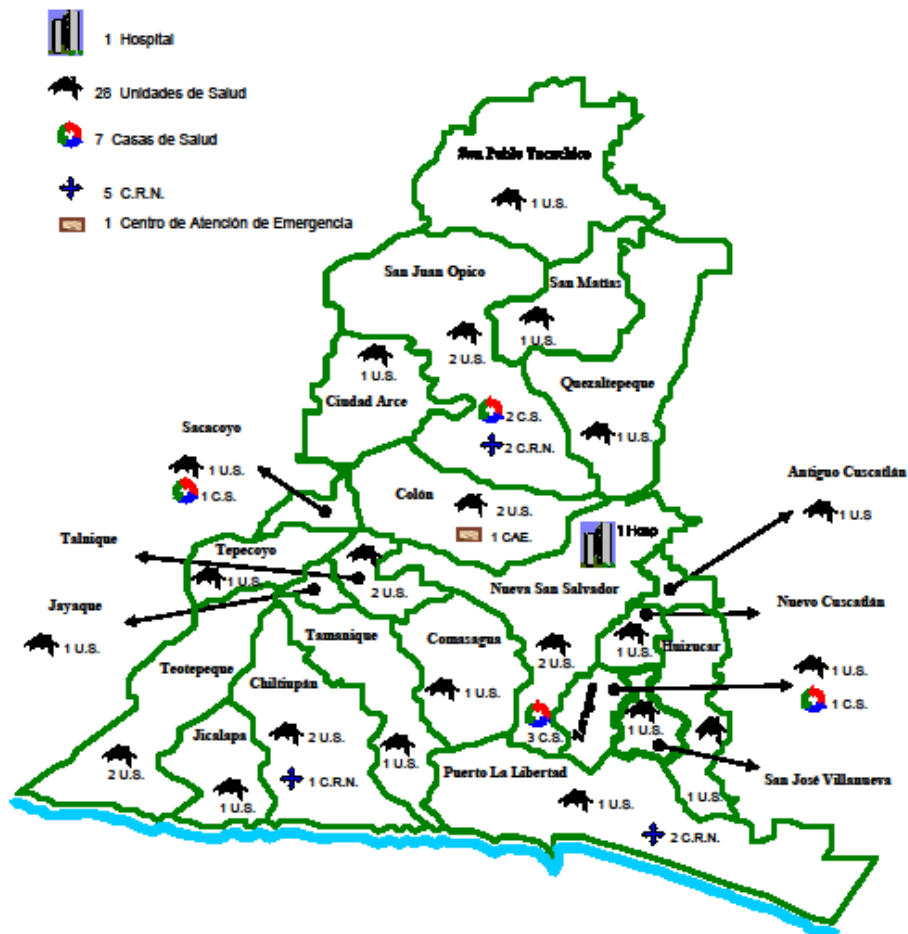 1 Hospital
28 Unidades de Salud
7 Casas de Salud
5 C.R.N.
1 Centro de Atención de Emergencia
San Pablo Tacachico
1 U.S.
San Juan Opico
San Matías
1 U.S.
2 U.S.
1 U.S.
Ciudad Arce
Quezaltepeque
2 C.S.
Sacacoyo
1 U.S.
2 C.R.N.
1 U.S.
1 C.S.
Colón
Antiguo Cuscatlán
2 U.S.
1 U.S
1 CAE.
1 Hosp
Talnique
Tepecoyo
1 U.S.
2 U.S.
Nueva San Salvador
Nuevo Cuscatlán
Jayaque
1 U.S.
Tamanique
Comasagua
1 U.S.
Huizucar
2 U.S.
Teotepeque
Chiltiupán
1 U.S.
1 U.S.
1 C.S.
Jicalapa
2 U.S.
3 C.S.
1 U.S.
2 U.S.
1 U.S.
Puerto La Libertad
San José Villanueva
1 C.R.N.
1 U.S.
1 U.S.
1 U.S.
2 C.R.N.